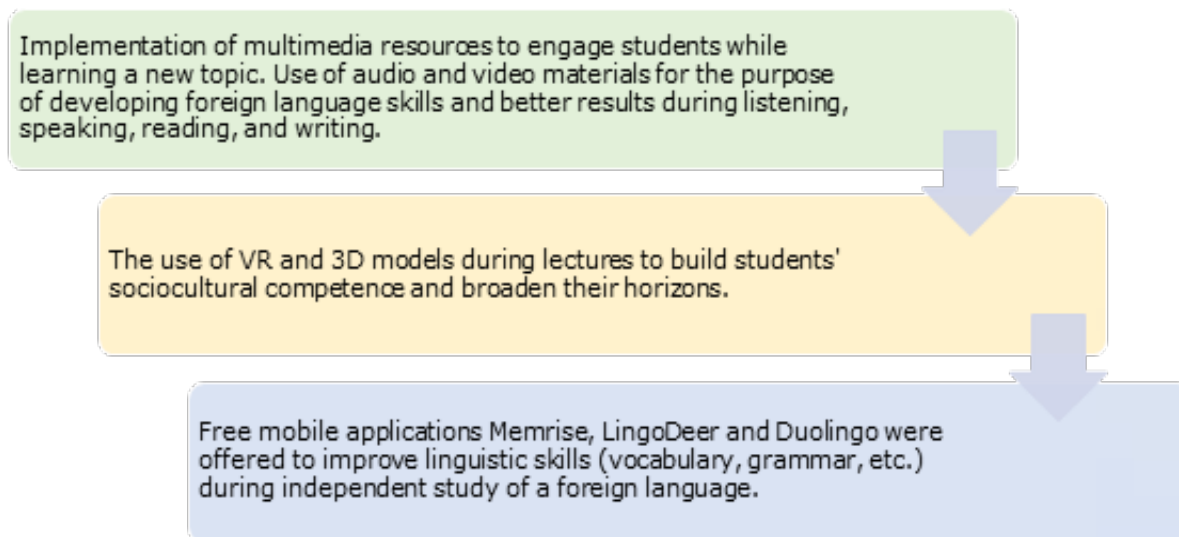 Implementation of multimedia resources to engage students while
learning a new topic. Use of audio and video materials for the purpose
of developing foreign language skills and better results during listening,
speaking, reading, and writing.
The use of VR and 3D models during lectures to build students'
sociocultural competence and broaden their horizons.
Free mobile applications Memrise, LingoDeer and Duolingo were
offered to improve linguistic skills (vocabulary, grammar, etc.)
during independent study of a foreign language.